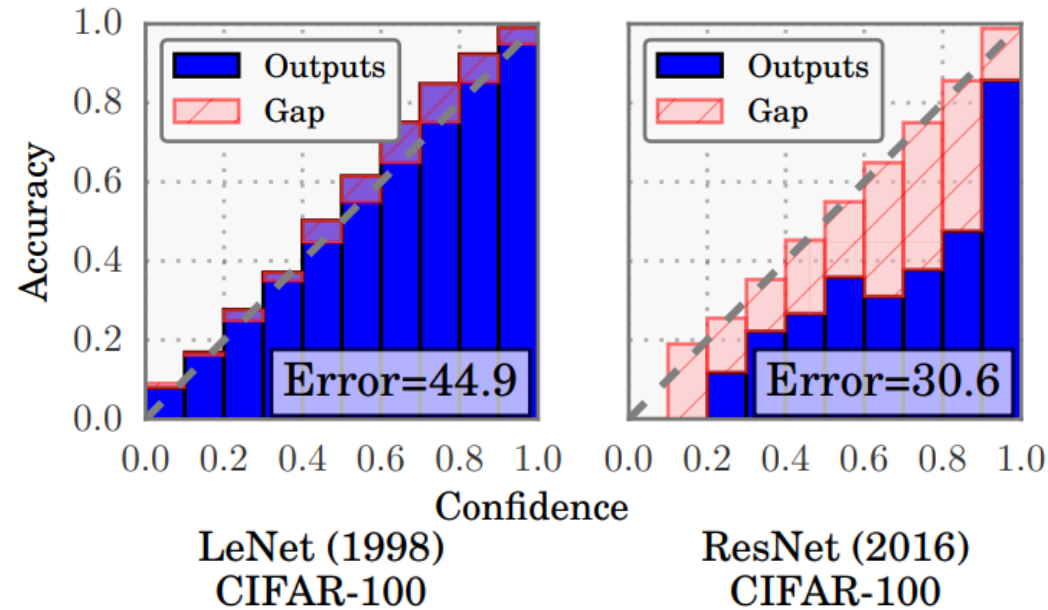 1.0
0.8
0.6
0.4
0.2
0.0
Accuracy
Outputs
Gap
Error=44.9
0.0 0.2 0.4 0.6 0.8 1.0
Outputs
Gap
Error=30.6
0.0 0.2 0.4 0.6 0.8 1.0
Confidence
LeNet (1998)
CIFAR-100
ResNet (2016)
CIFAR-100